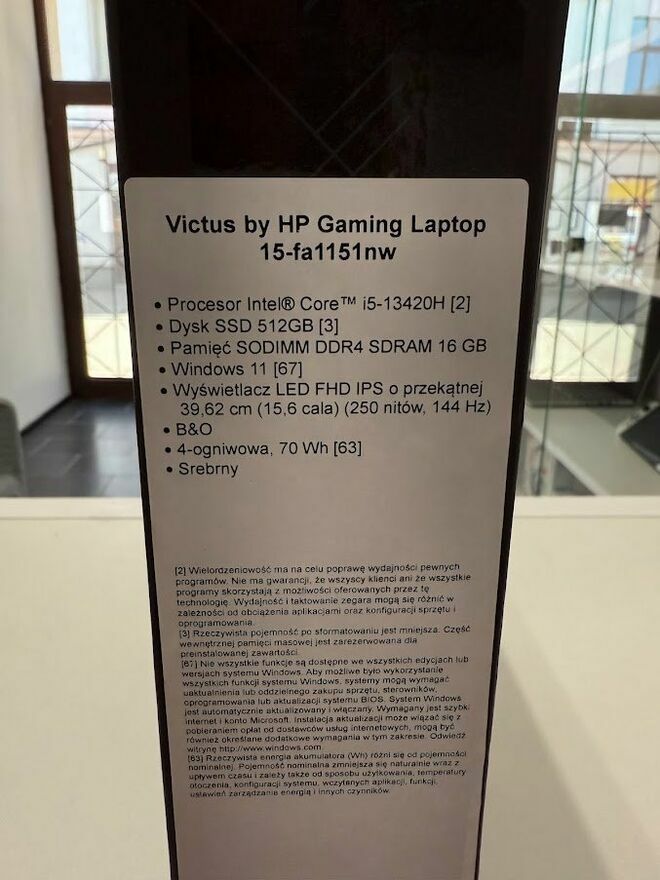 Victus by HP Gaming Laptop
15-fa1151nw
• Procesor Intel® Core™ i5-13420H [2]
• Dysk SSD 512GB [3]
• Pamięć SODIMM DDR4 SDRAM 16 GB
• Windows 11 [67]
• Wyświetlacz LED FHD IPS o przekątnej
39,62 cm (15,6 cala) (250 nitów, 144 Hz)
• B&O
• 4-ogniwowa, 70 Wh [63]
• Srebrny
[2] Wielordzeniowość ma na celu poprawę wydajności pewnych
programów. Nie ma gwarancji, że wszyscy klienci ani że wszystkie
programy skorzystają z możliwości oferowanych przez tę
technologię. Wydajność i taktowanie zegara mogą się różnić w
zależności od obciążenia aplikacjami oraz konfiguracji sprzętu i
oprogramowania.
[3] Rzeczywista pojemność po sformatowaniu jest mniejsza. Część
wewnętrznej pamięci masowej jest zarezerwowana dla
preinstalowanej zawartości.
[67] Nie wszystkie funkcje są dostępne we wszystkich edycjach lub
wersjach systemu Windows. Aby możliwe było wykorzystanie
wszystkich funkcji systemu Windows, systemy mogą wymagać
uaktualnienia lub oddzielnego zakupu sprzętu, sterowników,
oprogramowania lub aktualizacji systemu BIOS. System Windows
jest automatycznie aktualizowany i włączany. Wymagany jest szybki
internet i konto Microsoft. Instalacja aktualizacji może wiązać się z
pobieraniem opłat od dostawców usług internetowych, mogą być
również określane dodatkowe wymagania w tym zakresie. Odwiedź
witrynę http://www.windows.com.
[63] Rzeczywista energia akumulatora (Wh) różni się od pojemności
nominalnej. Pojemność nominalna zmniejsza się naturalnie wraz z
upływem czasu i zależy także od sposobu użytkowania, temperatury
otoczenia, konfiguracji systemu, wczytanych aplikacji, funkcji,
ustawień zarządzania energią i innych czynników.